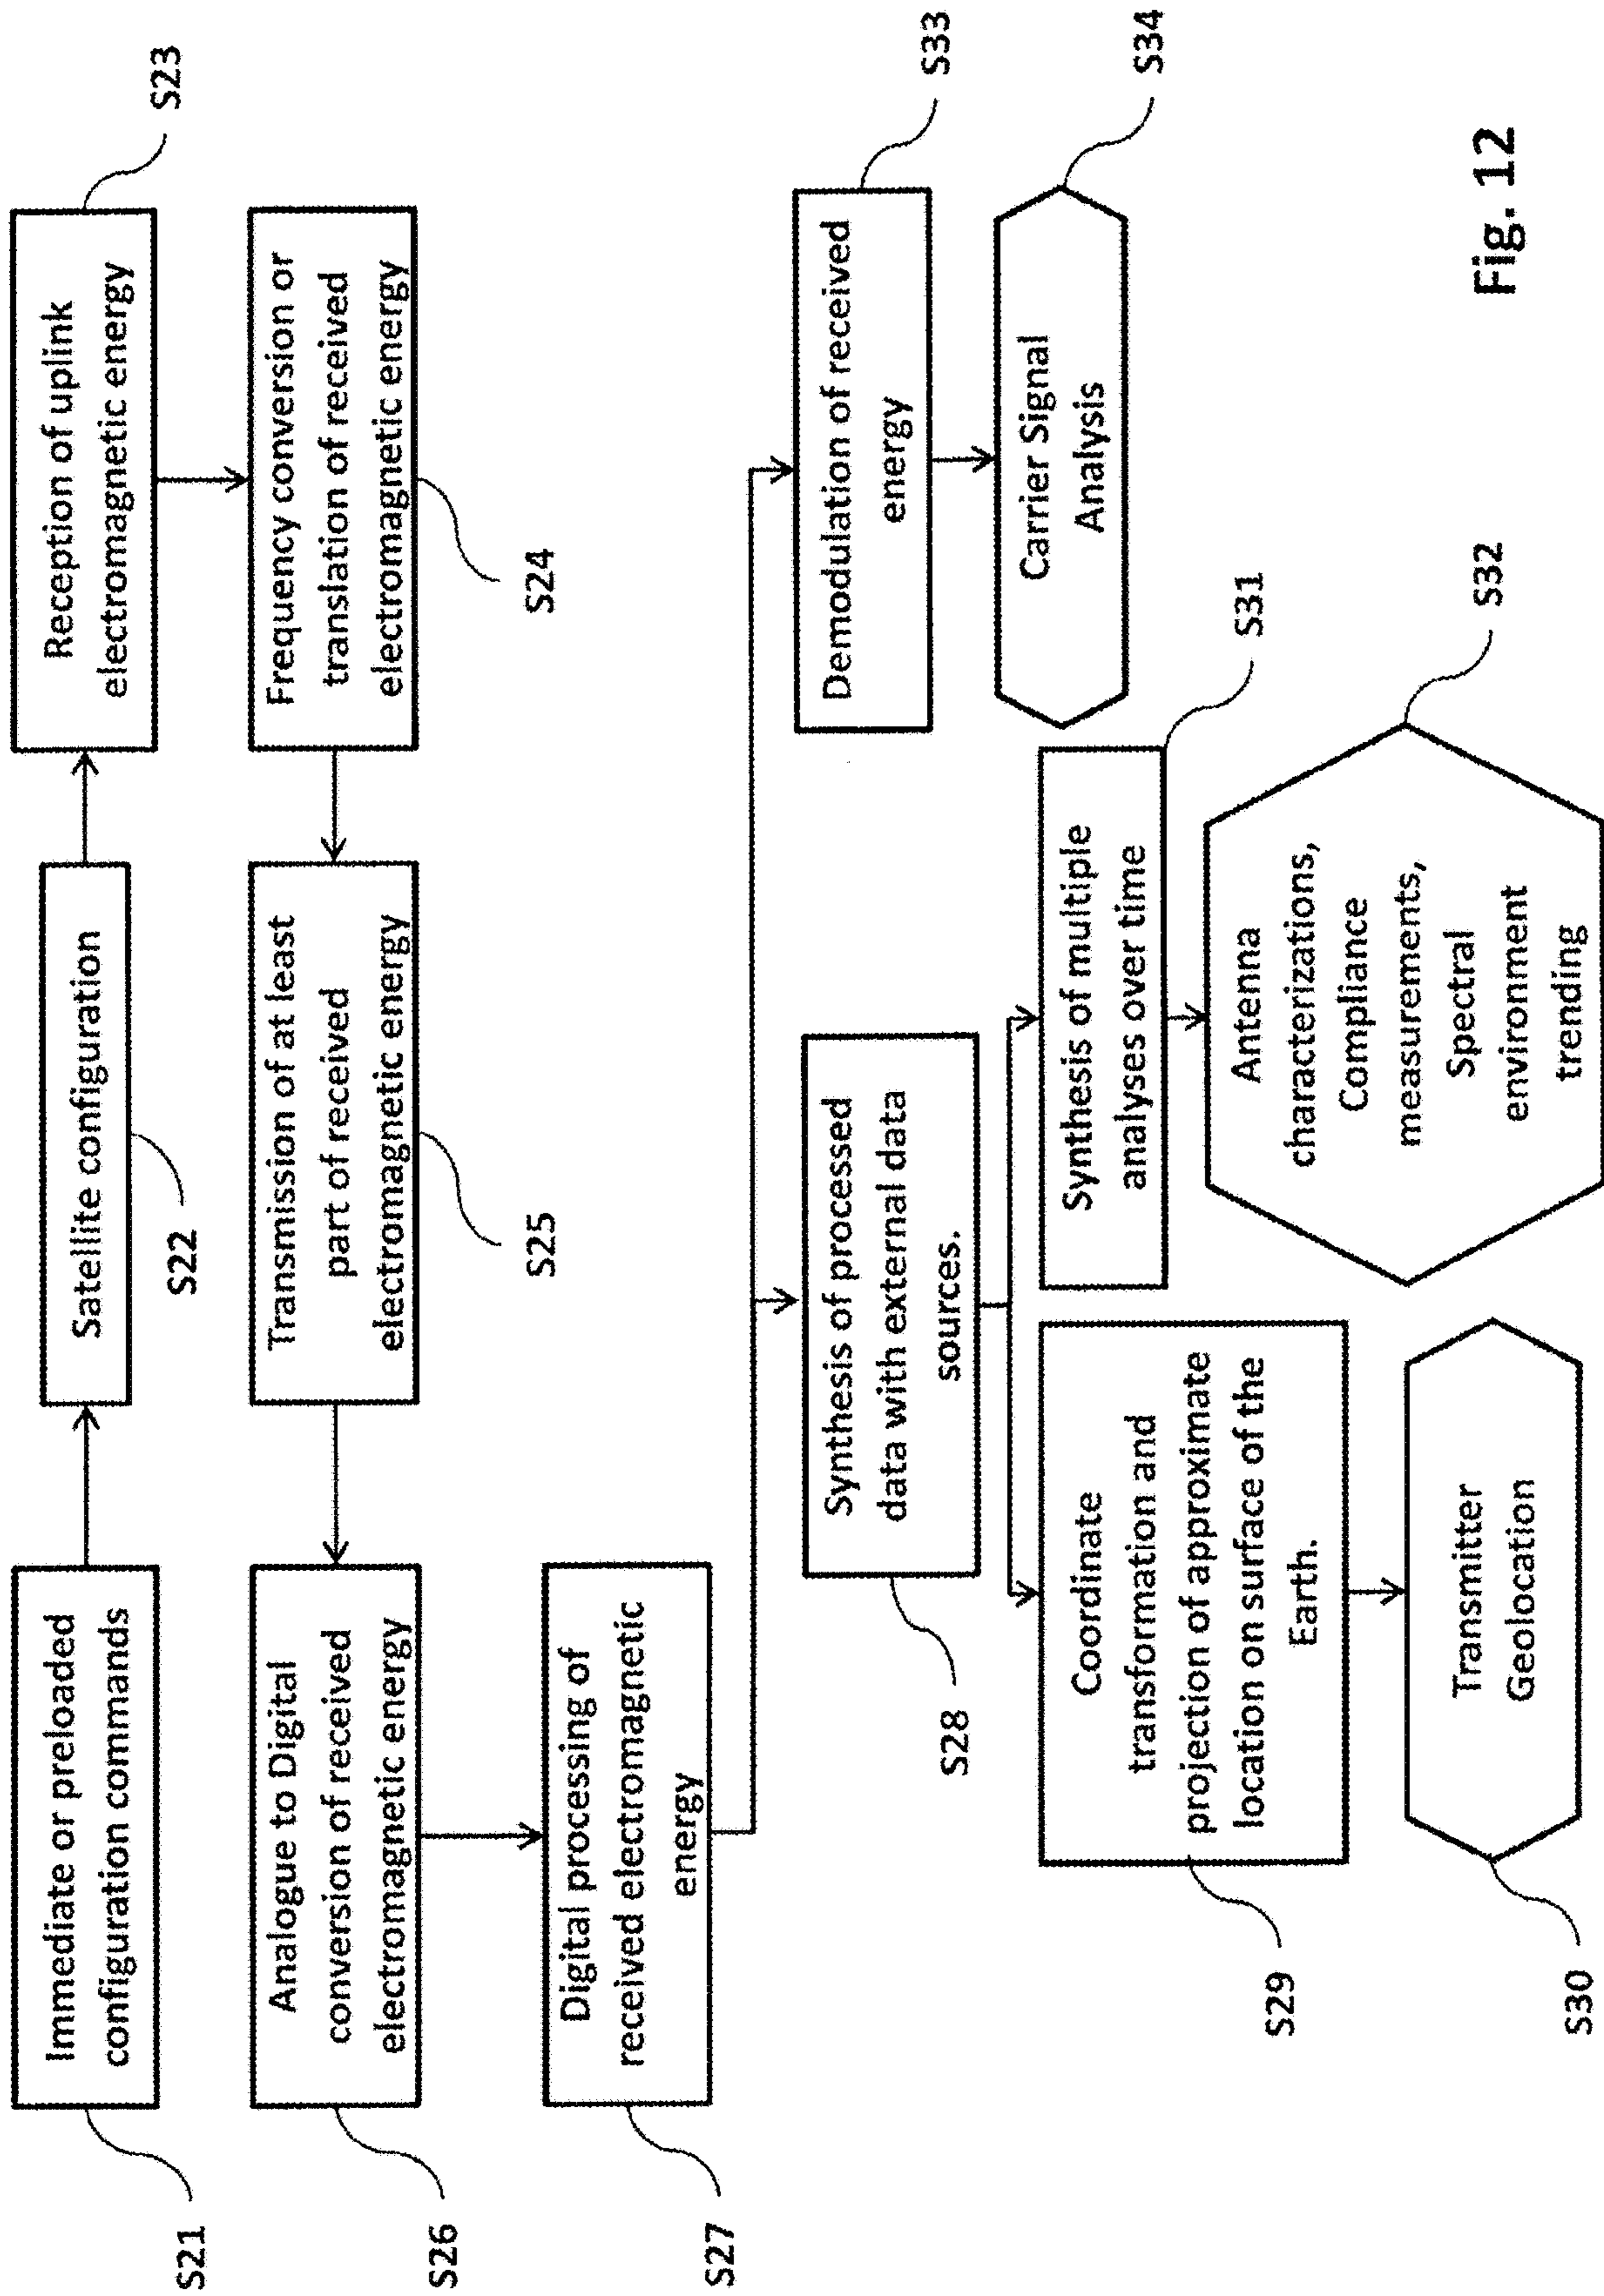 S21
Immediate or preloaded
configuration commands
Satellite configuration
S22
Reception of uplink
electromagnetic energy
S23
Frequency conversion or
translation of received
electromagnetic energy
S24
Transmission of at least
part of received
electromagnetic energy
S25
Analogue to Digital
conversion of received
electromagnetic energy
S26
Digital processing of
received electromagnetic
energy
S27
Synthesis of processed
data with external data
sources.
S28
Coordinate
transformation and
projection of approximate
location on surface of the
Earth.
S29
Transmitter
Geolocation
S30
Synthesis of multiple
analyses over time
S31
Antenna
characterizations,
Compliance
measurements,
Spectral
environment
trending
S32
Demodulation of received
energy
S33
Carrier Signal
Analysis
S34
Fig. 12